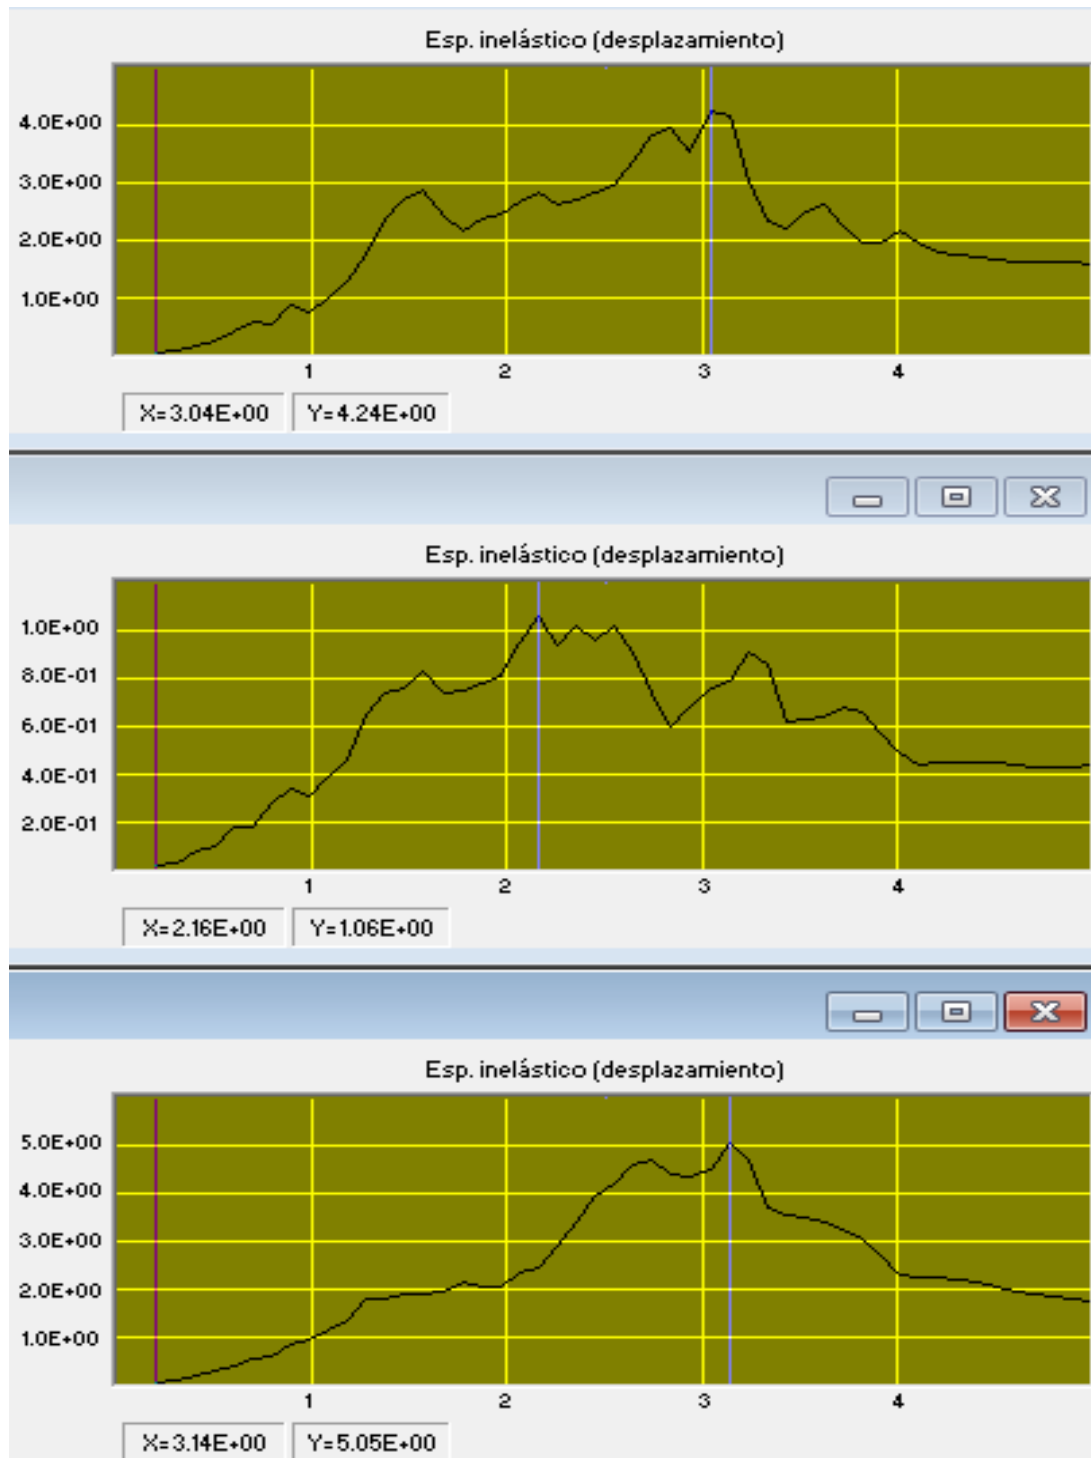 Esp. inelástico (desplazamiento)
4.0E+00
3.0E+00
2.0E+00
1.0E+00
1 2 3 4
X=3.04E+00 Y=4.24E+00
Esp. inelástico (desplazamiento)
1.0E+00
8.0E-01
6.0E-01
4.0E-01
2.0E-01
1 2 3 4
X=2.16E+00 Y=1.06E+00
Esp. inelástico (desplazamiento)
5.0E+00
4.0E+00
3.0E+00
2.0E+00
1.0E+00
1 2 3 4
X=3.14E+00 Y=5.05E+00